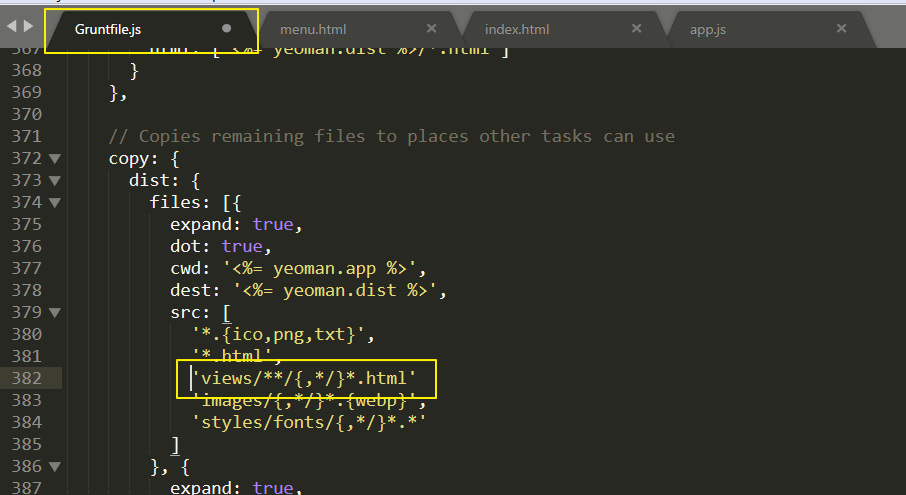 Gruntfile.js
menu.html
index.html
app.js
367 html: ['<%= yeoman.dist %>/*.html']
368 }
369 },
370
371 // Copies remaining files to places other tasks can use
372 copy: {
373 dist: {
374 files: [{
375 expand: true,
376 dot: true,
377 cwd: '<%= yeoman.app %>',
378 dest: '<%= yeoman.dist %>',
379 src: [
380 '*.{ico,png,txt}',
381 '*.html',
382 'views/**/{,*/}*.html'
383 'images/{,*/}*.{webp}',
384 'styles/fonts/{,*/}*.*'
385 ]
386 }, {
387 expand: true,